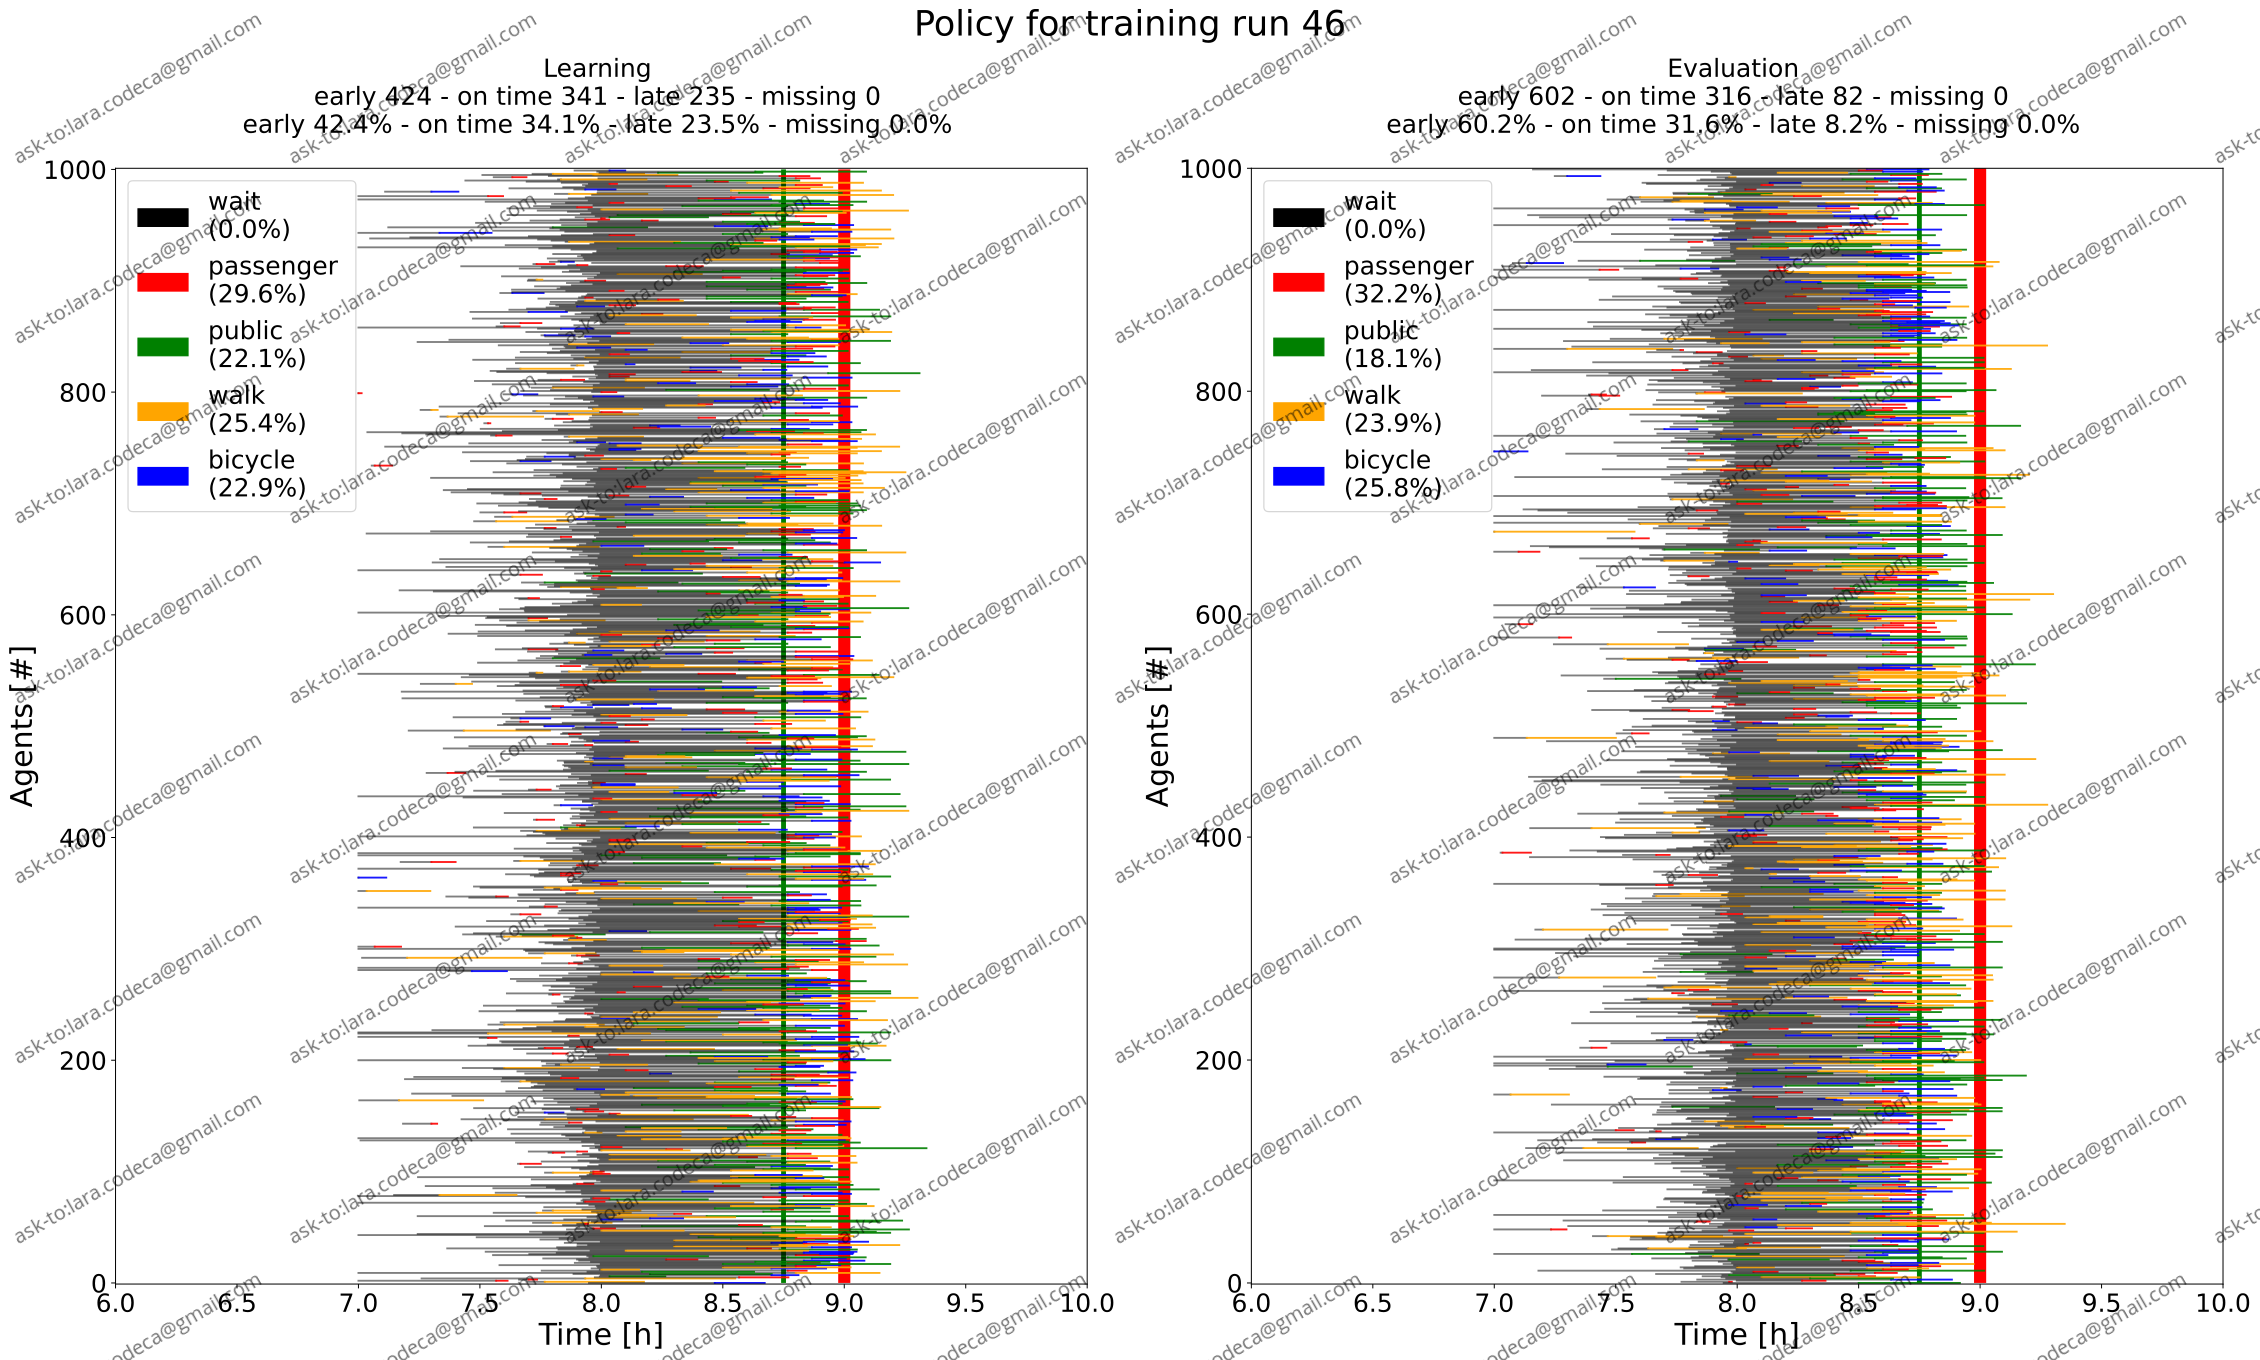 Policy for training run 46
Learning
early 424 - on time 341 - late 235 - missing 0
early 42.4% - on time 34.1% - late 23.5% - missing 0.0%
1000
800
600
400
200
0
Agents [#]
wait
(0.0%)
passenger
(29.6%)
public
(22.1%)
walk
(25.4%)
bicycle
(22.9%)
6.0 6.5 7.0 7.5 8.0 8.5 9.0 9.5 10.0
Time [h]
Evaluation
early 602 - on time 316 - late 82 - missing 0
early 60.2% - on time 31.6% - late 8.2% - missing 0.0%
1000
800
600
400
200
0
Agents [#]
wait
(0.0%)
passenger
(32.2%)
public
(18.1%)
walk
(23.9%)
bicycle
(25.8%)
6.0 6.5 7.0 7.5 8.0 8.5 9.0 9.5 10.0
Time [h]
ask-to:lara.codeca@gmail.com